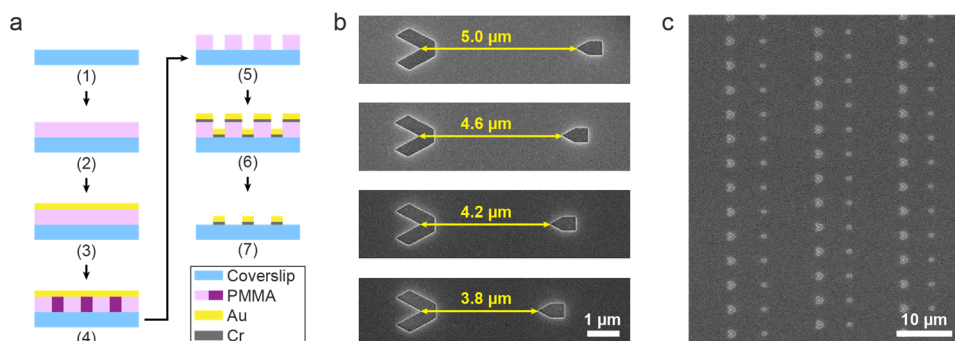 a
(1)
(2)
(3)
(4)
(5)
(6)
(7)
Coverslip
PMMA
Au
Cr
b
5.0 µm
4.6 µm
4.2 µm
3.8 µm
1 µm
c
10 µm